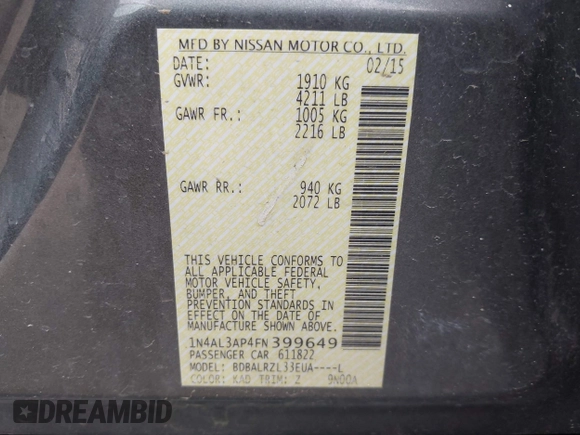 MFD BY NISSAN MOTOR CO., LTD.
DATE: 02/15
GVWR: 1910 KG
4211 LB
GAWR FR.: 1005 KG
2216 LB
GAWR RR.: 940 KG
2072 LB
THIS VEHICLE CONFORMS TO
ALL APPLICABLE FEDERAL
MOTOR VEHICLE SAFETY,
BUMPER, AND THEFT
PREVENTION STANDARDS IN
EFFECT ON THE DATE OF
MANUFACTURE SHOWN ABOVE.
1N4AL3AP4FN399649
PASSENGER CAR 611822
MODEL: BDBALRZL33EUA----L
COLOR: KAD TRIM: Z 9N00A
DREAMBID